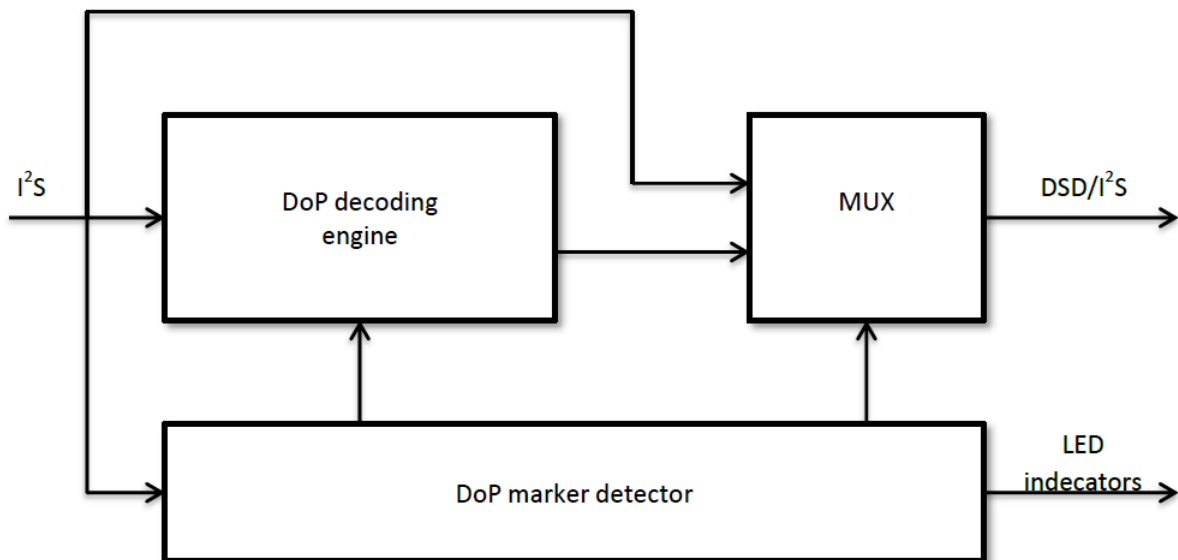 I²S
DoP decoding
engine
MUX
DSD/I²S
DoP marker detector
LED
indecators